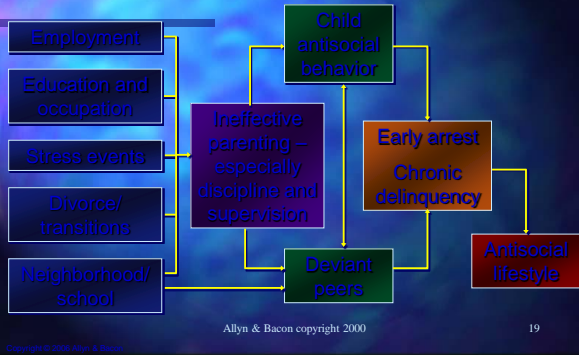 Employment
Education and
occupation
Stress events
Divorce/
transitions
Neighborhood/
school
Ineffective
parenting –
especially
discipline and
supervision
Child
antisocial
behavior
Deviant
peers
Early arrest
Chronic
delinquency
Antisocial
lifestyle
Allyn & Bacon copyright 2000
19